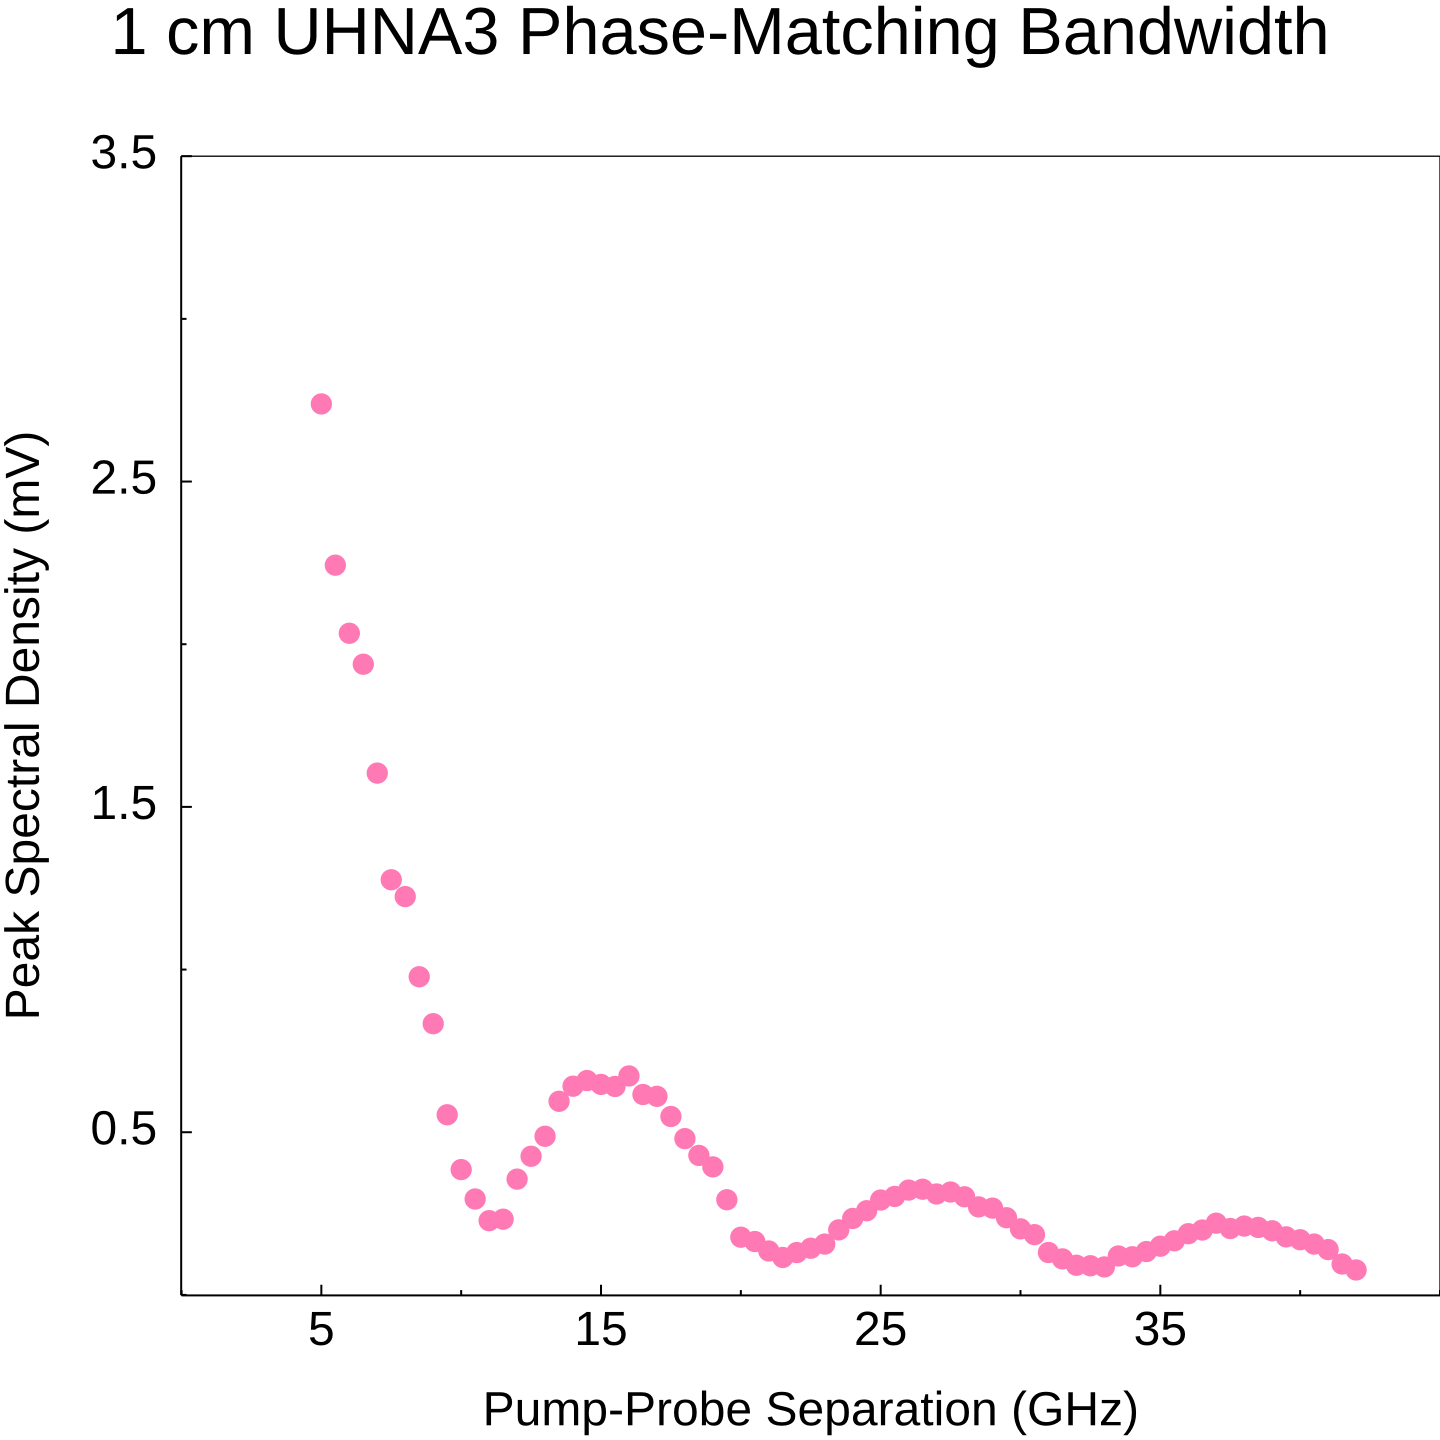 1 cm UHNA3 Phase-Matching Bandwidth
3.5
2.5
1.5
0.5
Peak Spectral Density (mV)
5 15 25 35
Pump-Probe Separation (GHz)